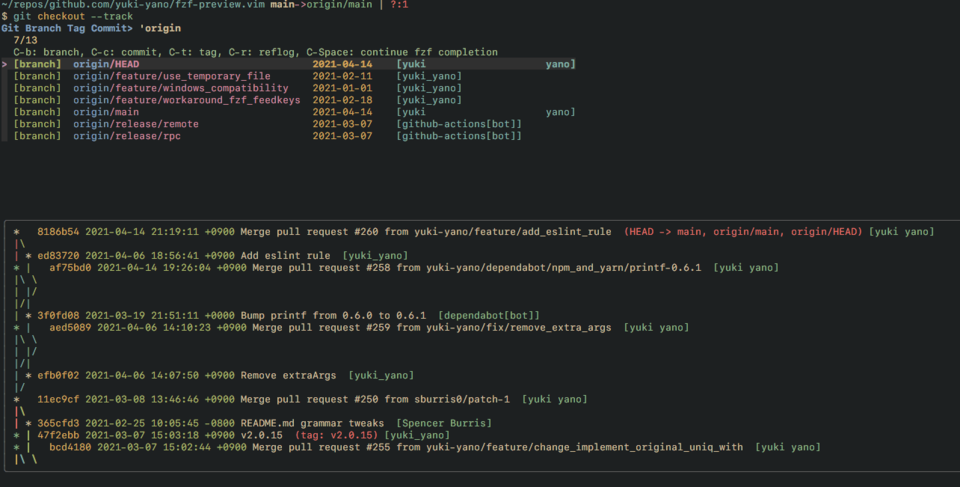 ~/repos/github.com/yuki-yano/fzf-preview.vim main->origin/main | ?:1
$ git checkout --track
Git Branch Tag Commit> 'origin
7/13
C-b: branch, C-c: commit, C-t: tag, C-r: reflog, C-Space: continue fzf completion
> [branch] origin/HEAD 2021-04-14 [yuki yano]
[branch] origin/feature/use_temporary_file 2021-02-11 [yuki_yano]
[branch] origin/feature/windows_compatibility 2021-01-01 [yuki_yano]
[branch] origin/feature/workaround_fzf_feedkeys 2021-02-18 [yuki_yano]
[branch] origin/main 2021-04-14 [yuki yano]
[branch] origin/release/remote 2021-03-07 [github-actions[bot]]
[branch] origin/release/rpc 2021-03-07 [github-actions[bot]]
* 8186b54 2021-04-14 21:19:11 +0900 Merge pull request #260 from yuki-yano/feature/add_eslint_rule (HEAD -> main, origin/main, origin/HEAD) [yuki yano]
|\
| * ed83720 2021-04-06 18:56:41 +0900 Add eslint rule [yuki_yano]
* | af75bd0 2021-04-14 19:26:04 +0900 Merge pull request #258 from yuki-yano/dependabot/npm_and_yarn/printf-0.6.1 [yuki yano]
|\ \
| |/
|/|
| * 3f0fd08 2021-03-19 21:51:11 +0000 Bump printf from 0.6.0 to 0.6.1 [dependabot[bot]]
* | aed5089 2021-04-06 14:10:23 +0900 Merge pull request #259 from yuki-yano/fix/remove_extra_args [yuki yano]
|\ \
| |/
|/|
| * efb0f02 2021-04-06 14:07:50 +0900 Remove extraArgs [yuki_yano]
|/
* 11ec9cf 2021-03-08 13:46:46 +0900 Merge pull request #250 from sburris0/patch-1 [yuki yano]
|\
| * 365cfd3 2021-02-25 10:05:45 -0800 README.md grammar tweaks [Spencer Burris]
* | 47f2ebb 2021-03-07 15:03:18 +0900 v2.0.15 (tag: v2.0.15) [yuki_yano]
* | bcd4180 2021-03-07 15:02:44 +0900 Merge pull request #255 from yuki-yano/feature/change_implement_original_uniq_with [yuki yano]
|\ \